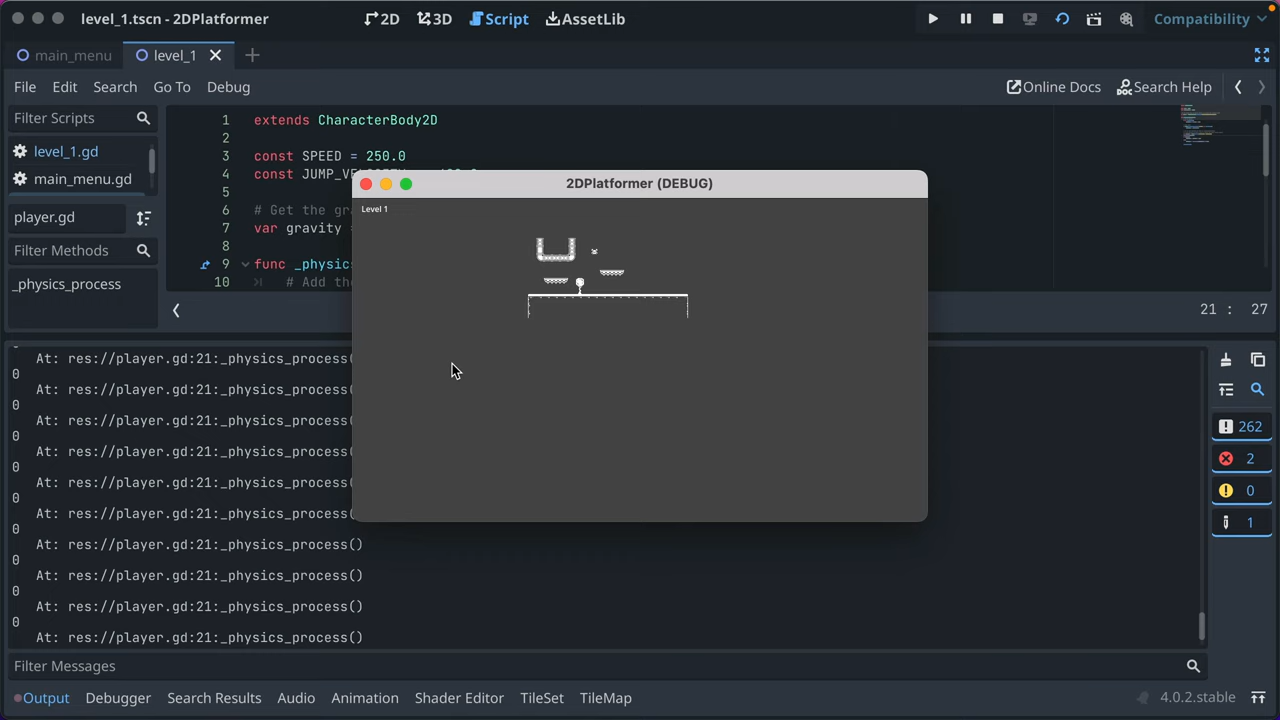 level_1.tscn - 2DPlatformer
2D 3D Script AssetLib
Compatibility
main_menu level_1
File Edit Search Go To Debug
Online Docs Search Help
Filter Scripts
level_1.gd
main_menu.gd
player.gd
Filter Methods
_physics_process
1 extends CharacterBody2D
2
3 const SPEED = 250.0
4 const JUMP_VE
5
6 # Get the gr
7 var gravity =
8
9 func _physic
10 # Add the
21 : 27
2DPlatformer (DEBUG)
Level 1
At: res://player.gd:21:_physics_process(
0
At: res://player.gd:21:_physics_process(
0
At: res://player.gd:21:_physics_process(
0
At: res://player.gd:21:_physics_process(
0
At: res://player.gd:21:_physics_process(
0
At: res://player.gd:21:_physics_process(
0
At: res://player.gd:21:_physics_process()
0
At: res://player.gd:21:_physics_process()
0
At: res://player.gd:21:_physics_process()
0
At: res://player.gd:21:_physics_process()
262
2
0
1
Filter Messages
Output Debugger Search Results Audio Animation Shader Editor TileSet TileMap
4.0.2.stable